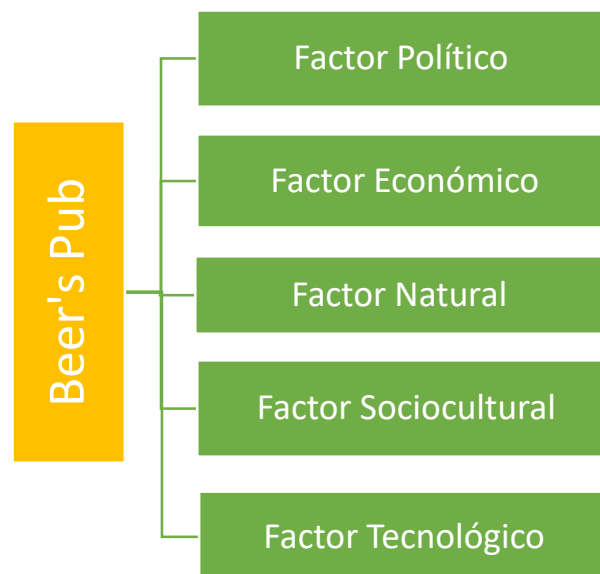 Beer's Pub
Factor Político
Factor Económico
Factor Natural
Factor Sociocultural
Factor Tecnológico